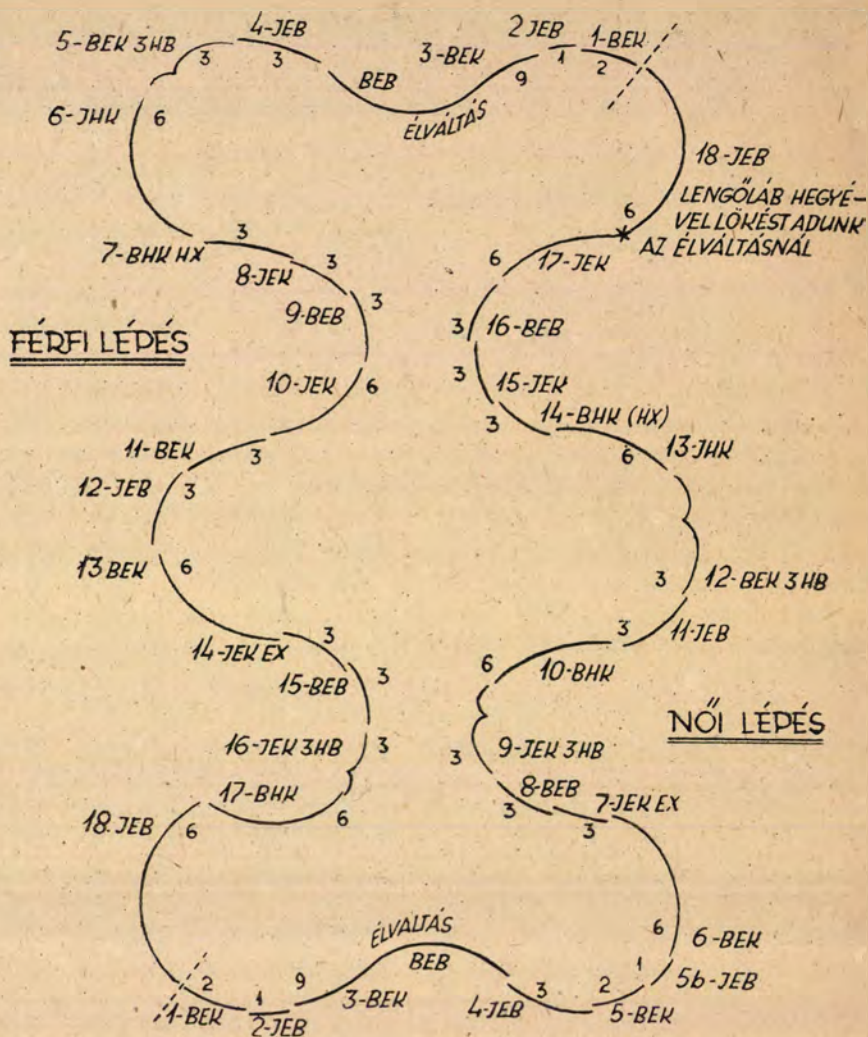 5-BEK 3HB
4-JEB
3-BEK
2 JEB
1-BEK
3
3
BEB
ÉLVÁLTÁS
9
1
2
6-JHK
6
18-JEB
LENGŐLÁB HEGYÉ-
VEL LÖKÉST ADUNK
AZ ÉLVÁLTÁSNÁL
6
7-BHK HX
3
8-JEK
3
9-BEB
3
17-JEK
6
FÉRFI LÉPÉS
16-BEB
3
10-JEK
6
15-JEK
3
14-BHK (HX)
3
13-JHK
6
11-BEK
3
12-JEB
3
13 BEK
6
12-BEK 3HB
3
11-JEB
3
14-JEK EX
3
15-BEB
3
10-BHK
6
NŐI LÉPÉS
16-JEK 3HB
3
9-JEK 3HB
3
8-BEB
3
7-JEK EX
3
17-BHK
6
18. JEB
6
ÉLVÁLTÁS
BEB
6
6-BEK
1
5b-JEB
2
1
9
3-BEK
4-JEB
3
2
5-BEK
1-BEK
2-JEB